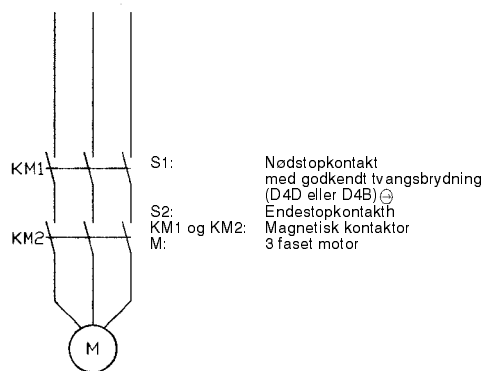 KM1
S1: Nødstopkontakt
med godkendt tvangsbrydning
(D4D eller D4B)
S2: Endestopkontakth
KM2
KM1 og KM2: Magnetisk kontaktor
M: 3 faset motor
M